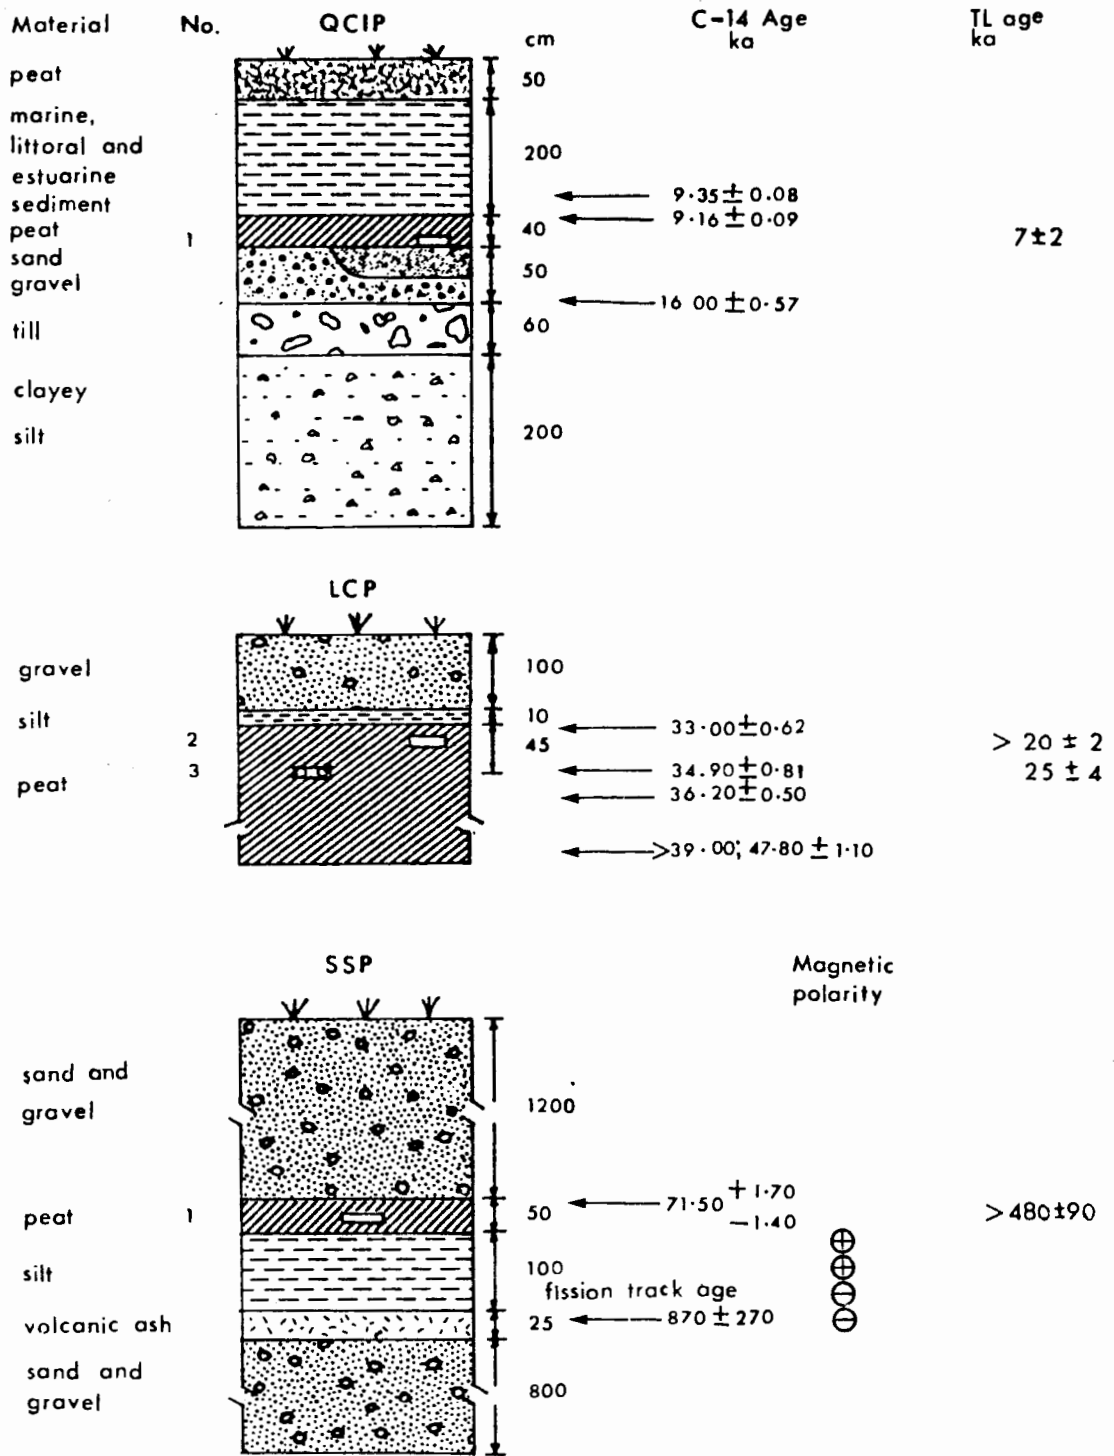 Material No. QCIP cm C-14 Age ka TL age ka
peat 50
marine,
littoral and 200
estuarine
sediment 9.35 ± 0.08
peat 40 9.16 ± 0.09
1 7±2
sand
gravel 50
16 00 ± 0.57
till 60
clayey
silt 200
LCP
gravel 100
silt 10
33.00±0.62
2 45 > 20 ± 2
peat 3 34.90±0.81 25 ± 4
36.20±0.50
>39.00; 47.80 ± 1.10
SSP Magnetic
polarity
sand and
gravel 1200
peat 1 50 71.50 +1.70 −1.40 >480±90
⊕
silt 100 ⊕
fission track age ⊖
volcanic ash 25 870 ± 270 ⊖
sand and
gravel 800